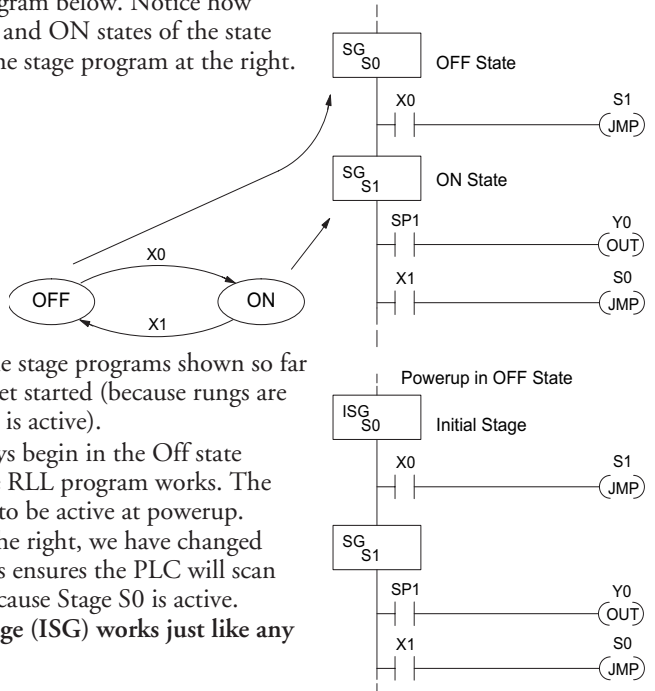 gram below. Notice how
and ON states of the state
ne stage program at the right.
SG
S0
OFF State
X0
S1
JMP
SG
S1
ON State
SP1
Y0
OUT
X1
S0
JMP
OFF
X0
ON
X1
e stage programs shown so far
et started (because rungs are
is active).
ys begin in the Off state
e RLL program works. The
to be active at powerup.
he right, we have changed
s ensures the PLC will scan
cause Stage S0 is active.
ge (ISG) works just like any
Powerup in OFF State
ISG
S0
Initial Stage
X0
S1
JMP
SG
S1
SP1
Y0
OUT
X1
S0
JMP